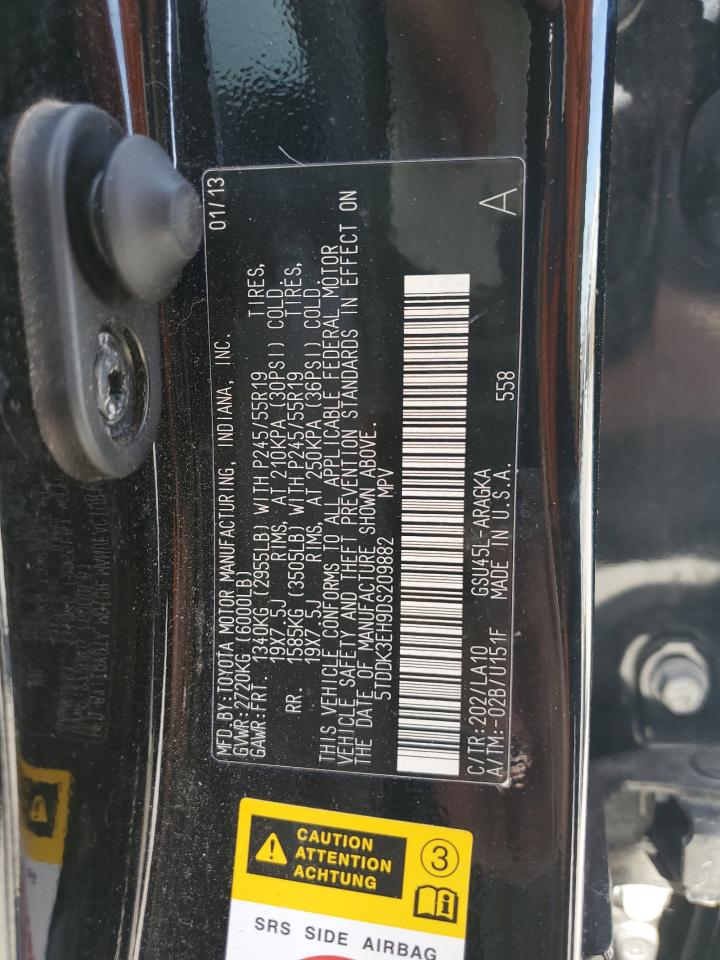 MFD.BY:TOYOTA MOTOR MANUFACTURING, INDIANA, INC. 01/13
GVWR:2720KG (6000LB)
GAWR:FRT. 1340KG (2955LB) WITH P245/55R19 TIRES,
19X7.5J RIMS, AT 210KPA (30PSI) COLD
RR. 1585KG (3505LB) WITH P245/55R19 TIRES,
19X7.5J RIMS, AT 250KPA (36PSI) COLD.
THIS VEHICLE CONFORMS TO ALL APPLICABLE FEDERAL MOTOR
VEHICLE SAFETY AND THEFT PREVENTION STANDARDS IN EFFECT ON
THE DATE OF MANUFACTURE SHOWN ABOVE.
5TDDK3EH9DS209882 MPV
C/TR:202/LA10 GSU45L-ARAGKA 558 A
A/TM:-02B/U151F MADE IN U.S.A.
CAUTION
ATTENTION
ACHTUNG
3
SRS SIDE AIRBAG